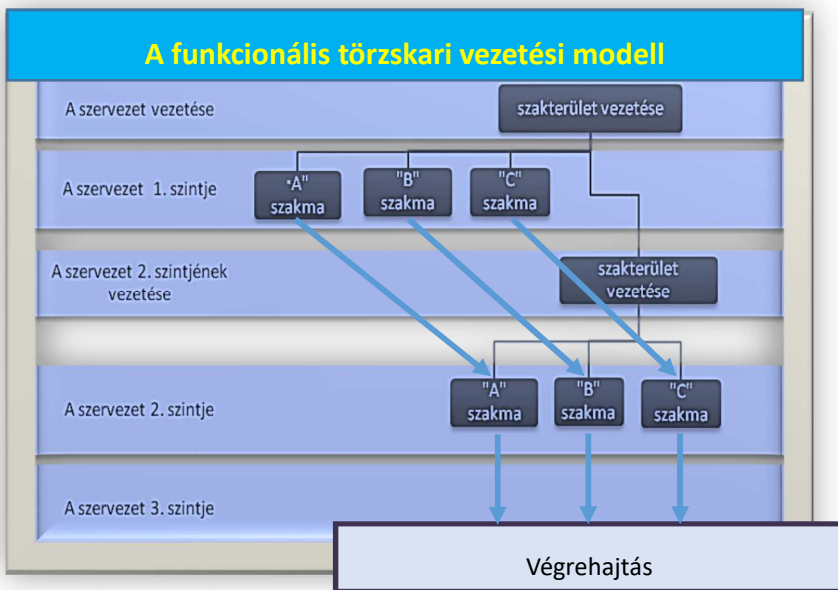 A funkcionális törzskari vezetési modell
A szervezet vezetése
szakterület vezetése
A szervezet 1. szintje
"A"
szakma
"B"
szakma
"C"
szakma
A szervezet 2. szintjének
vezetése
szakterület
vezetése
A szervezet 2. szintje
"A"
szakma
"B"
szakma
"C"
szakma
A szervezet 3. szintje
Végrehajtás